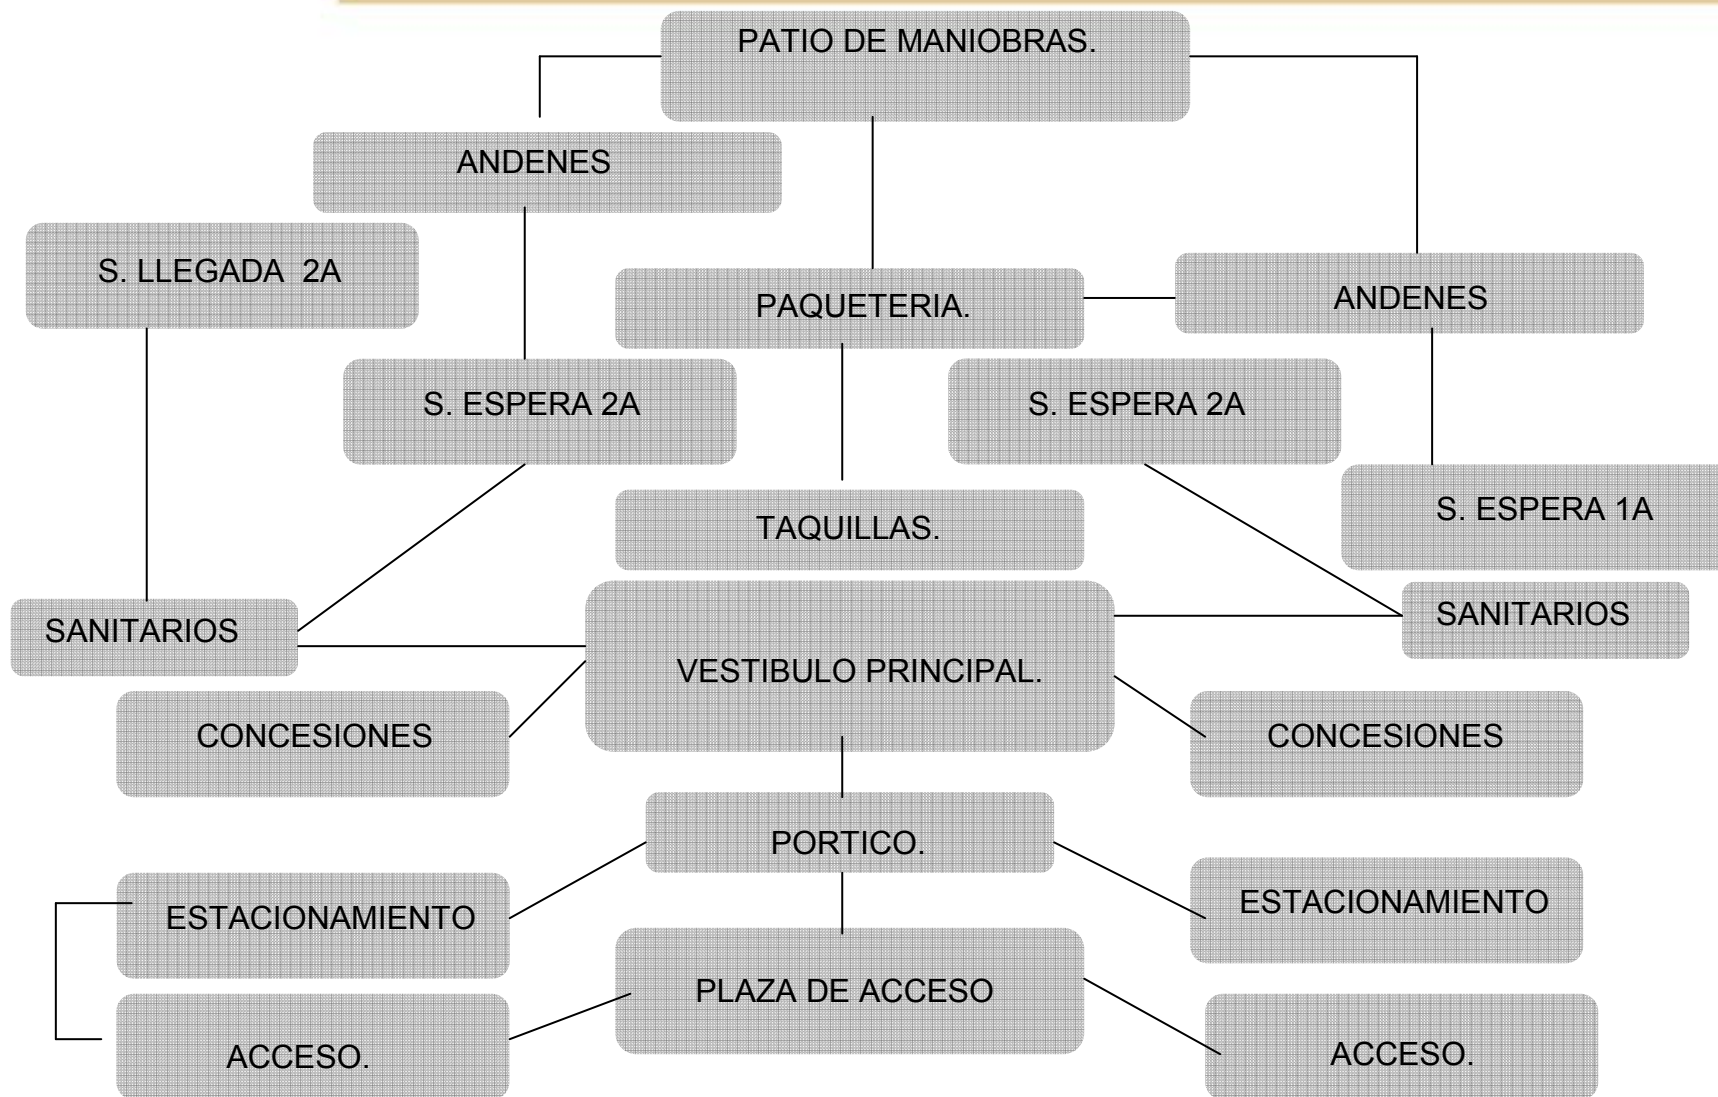 PATIO DE MANIOBRAS.
ANDENES
S. LLEGADA 2A
PAQUETERIA.
ANDENES
S. ESPERA 2A
S. ESPERA 2A
S. ESPERA 1A
TAQUILLAS.
SANITARIOS
SANITARIOS
VESTIBULO PRINCIPAL.
CONCESIONES
CONCESIONES
PORTICO.
ESTACIONAMIENTO
ESTACIONAMIENTO
PLAZA DE ACCESO
ACCESO.
ACCESO.